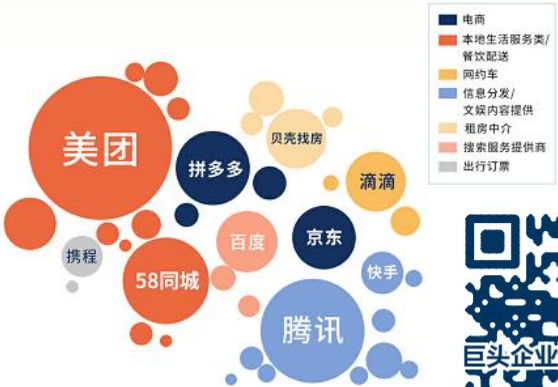 电商
本地生活服务类/
餐饮配送
网约车
信息分发/
文娱内容提供
租房中介
搜索服务提供商
出行订票
美团
拼多多
贝壳找房
滴滴
携程
百度
京东
58同城
快手
腾讯
巨头企业